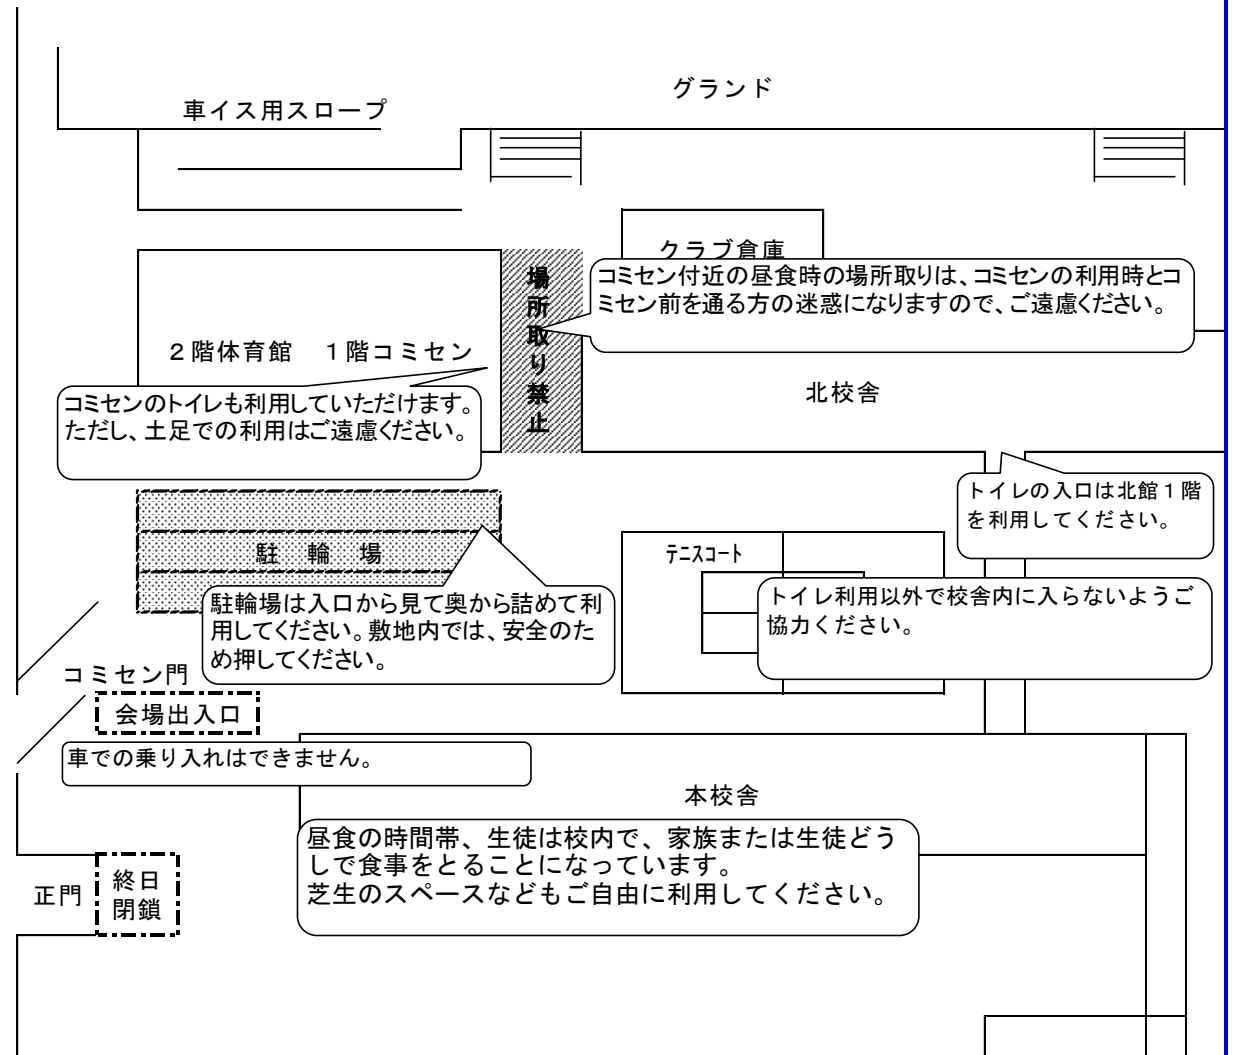 グランド
車イス用スロープ
クラブ倉庫
場所取り禁止
コミセン付近の昼食時の場所取りは、コミセンの利用時とコ
ミセン前を通る方の迷惑になりますので、ご遠慮ください。
２階体育館　１階コミセン
北校舎
コミセンのトイレも利用していただけます。
ただし、土足での利用はご遠慮ください。
トイレの入口は北館１階
を利用してください。
駐　輪　場
テニスコート
駐輪場は入口から見て奥から詰めて利
用してください。敷地内では、安全のた
め押してください。
トイレ利用以外で校舎内に入らないようご
協力ください。
コミセン門
会場出入口
車での乗り入れはできません。
本校舎
昼食の時間帯、生徒は校内で、家族または生徒どう
しで食事をとることになっています。
芝生のスペースなどもご自由に利用してください。
正門
終日
閉鎖